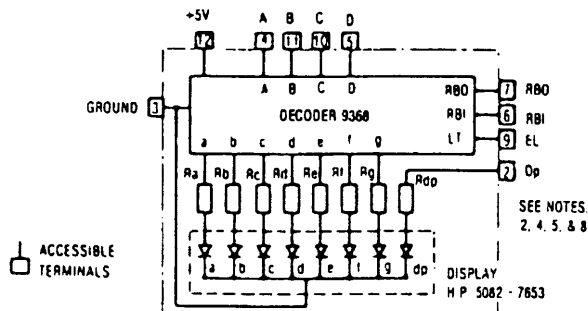 +5V A B C D
12 4 11 10 5
A B C D
GROUND 3
DECODER 9368
RBO 7 RBO
RBI 6 RBI
LT 9 EL
a b c d e f g
2 Dp
Ra Rb Rc Rd Re Rf Rg Rdp
SEE NOTES.
2, 4, 5, & 8
ACCESSIBLE
TERMINALS
a b c d e f g dp
DISPLAY
H P 5082 - 7653